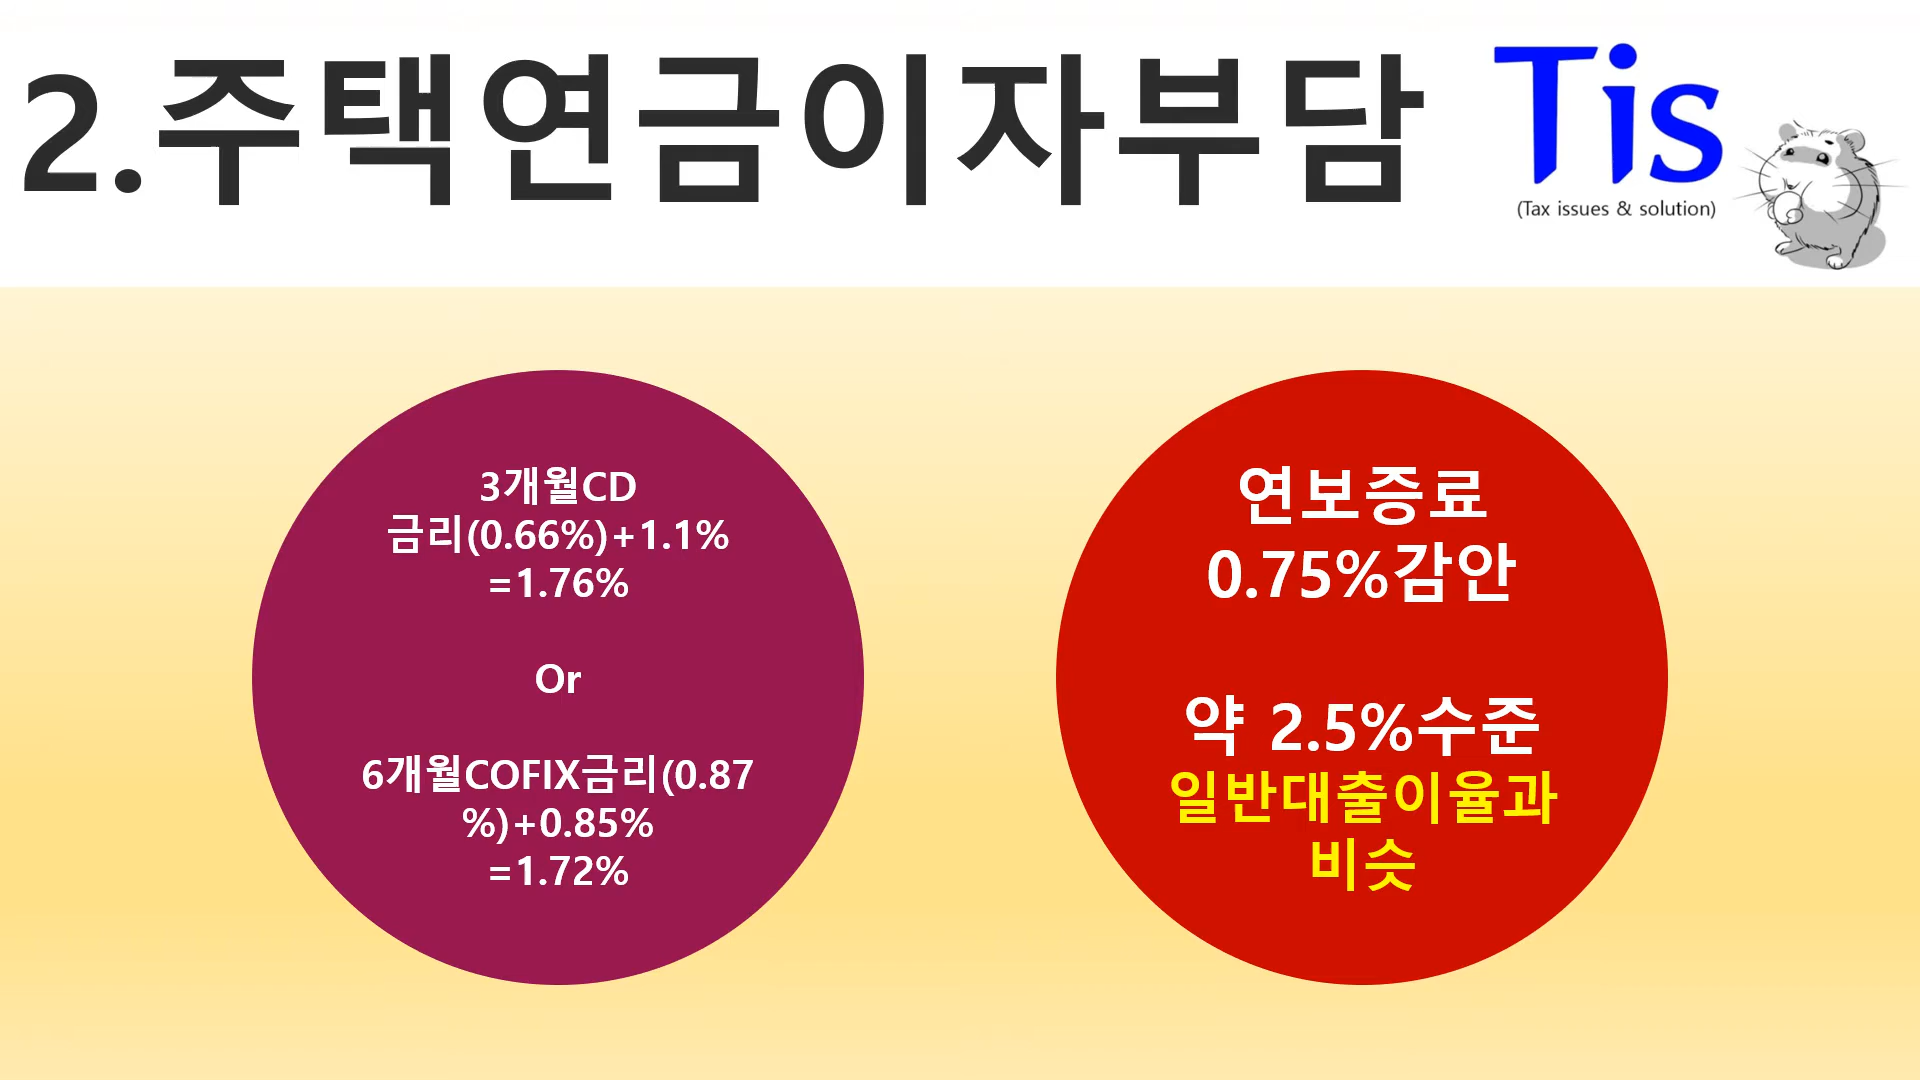 2.주택연금이자부담
Tis
(Tax issues & solution)
3개월CD
금리(0.66%)+1.1%
=1.76%
Or
6개월COFIX금리(0.87
%)+0.85%
=1.72%
연보증료
0.75%감안
약 2.5%수준
일반대출이율과
비슷